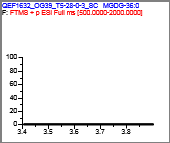 QEF1632_OG39_T5-28-0-3_SC MGDG-36:0
F: FTMS + p ESI Full ms [500.0000-2000.0000]
100
80
60
40
20
0
3.4 3.5 3.6 3.7 3.8